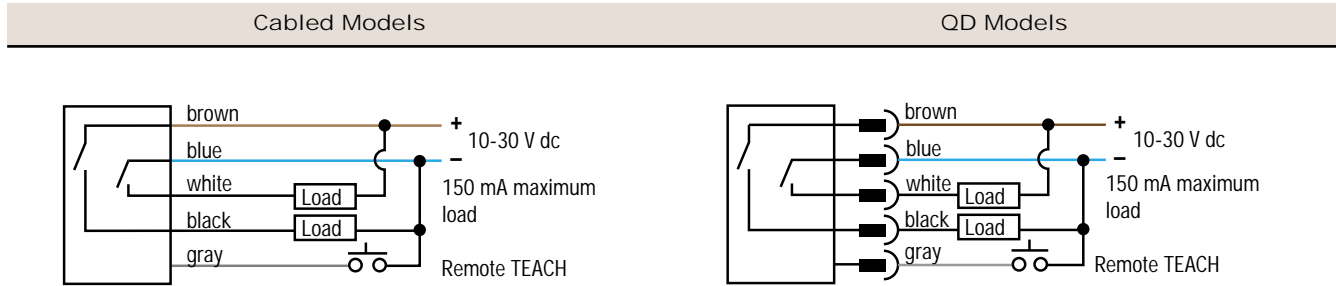 Cabled Models
QD Models
brown
+
10-30 V dc
blue
–
white
Load
150 mA maximum
load
black
Load
gray
Remote TEACH
brown
+
10-30 V dc
blue
–
white
Load
150 mA maximum
load
black
Load
gray
Remote TEACH